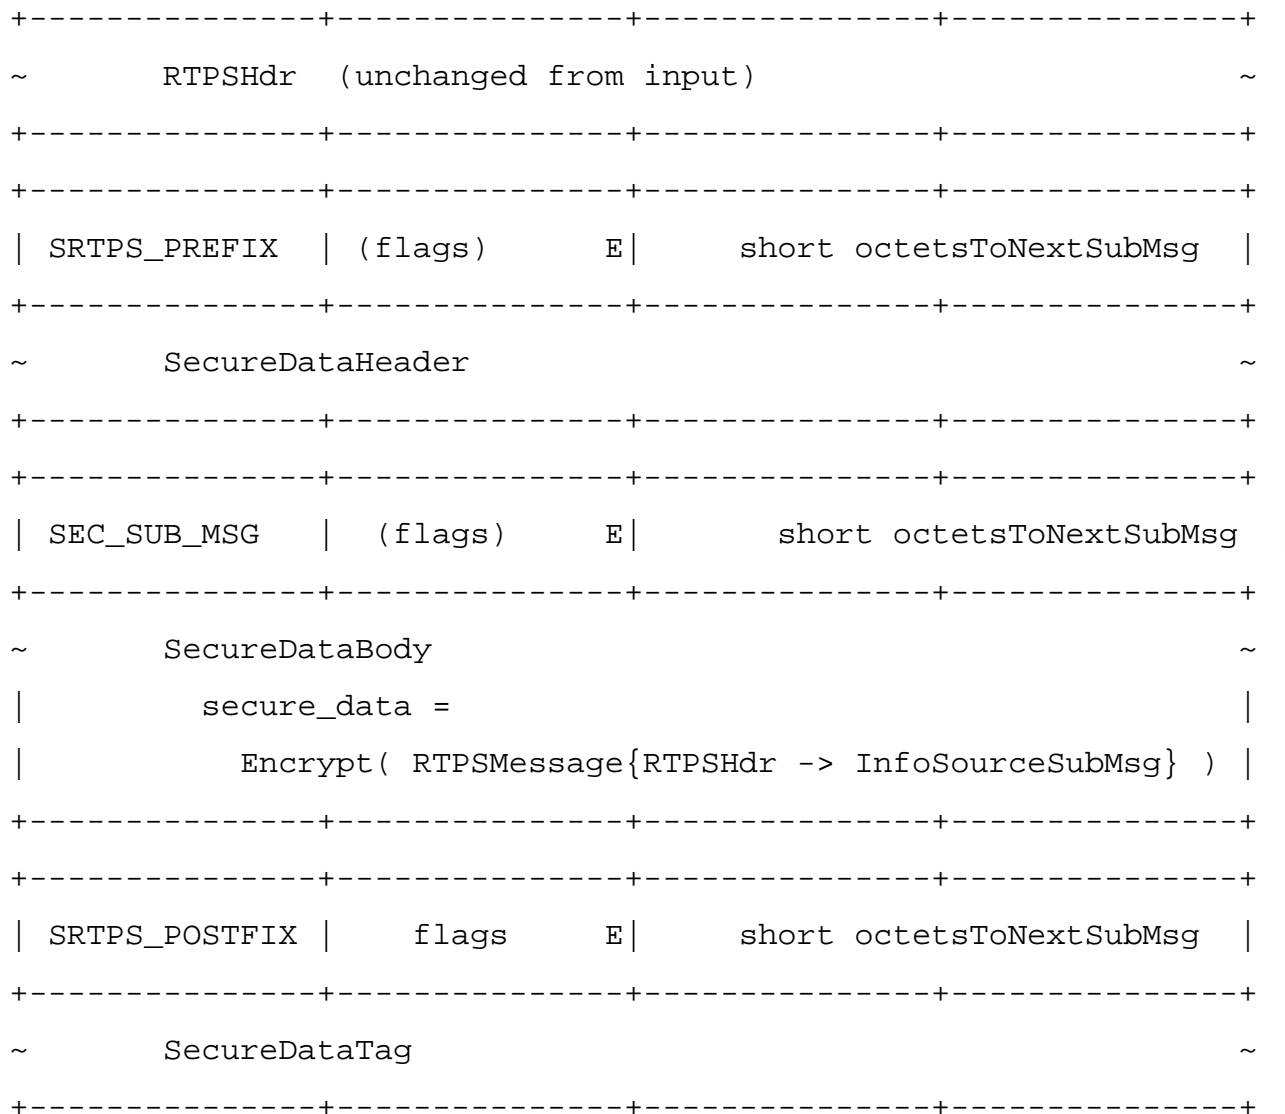 +---------------+---------------+---------------+---------------+
~       RTPSHdr  (unchanged from input)                         ~
+---------------+---------------+---------------+---------------+
+---------------+---------------+---------------+---------------+
| SRTPS_PREFIX  | (flags)      E|     short octetsToNextSubMsg  |
+---------------+---------------+---------------+---------------+
~       SecureDataHeader                                        ~
+---------------+---------------+---------------+---------------+
+---------------+---------------+---------------+---------------+
| SEC_SUB_MSG   |  (flags)     E|       short octetsToNextSubMsg
+---------------+---------------+---------------+---------------+
~       SecureDataBody                                          ~
|         secure_data =                                         |
|           Encrypt( RTPSMessage{RTPSHdr -> InfoSourceSubMsg} ) |
+---------------+---------------+---------------+---------------+
+---------------+---------------+---------------+---------------+
| SRTPS_POSTFIX |    flags     E|     short octetsToNextSubMsg  |
+---------------+---------------+---------------+---------------+
~       SecureDataTag                                           ~
+---------------+---------------+---------------+---------------+